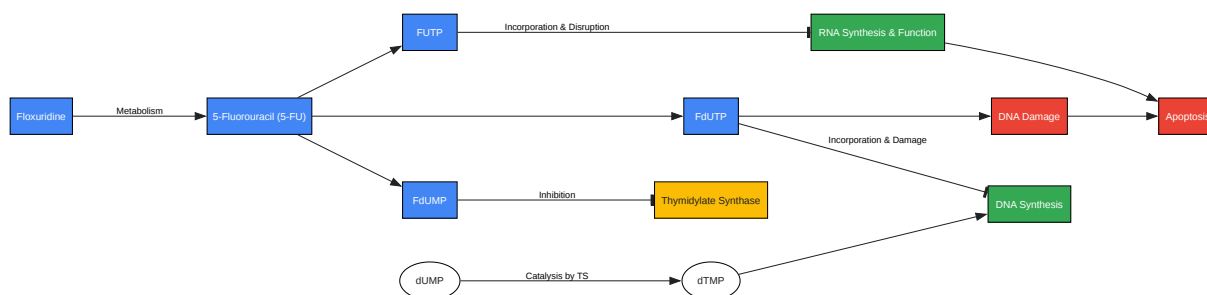 FUTP
Incorporation & Disruption
RNA Synthesis & Function
Floxuridine
Metabolism
5-Fluorouracil (5-FU)
FdUTP
DNA Damage
Apoptosis
Incorporation & Damage
FdUMP
Inhibition
Thymidylate Synthase
DNA Synthesis
dUMP
Catalysis by TS
dTMP